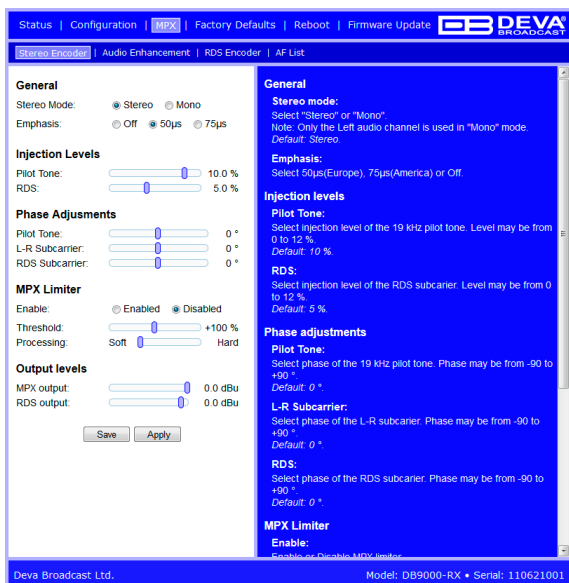 Status | Configuration | MPX | Factory Defaults | Reboot | Firmware Update
DB DEVA BROADCAST
Stereo Encoder | Audio Enhancement | RDS Encoder | AF List
General
Stereo Mode: Stereo Mono
Emphasis: Off 50µs 75µs
Injection Levels
Pilot Tone: 10.0 %
RDS: 5.0 %
Phase Adjusments
Pilot Tone: 0 °
L-R Subcarrier: 0 °
RDS Subcarrier: 0 °
MPX Limiter
Enable: Enabled Disabled
Threshold: +100 %
Processing: Soft Hard
Output levels
MPX output: 0.0 dBu
RDS output: 0.0 dBu
Save Apply
General
Stereo mode:
Select "Stereo" or "Mono".
Note: Only the Left audio channel is used in "Mono" mode.
Default: Stereo.
Emphasis:
Select 50µs(Europe), 75µs(America) or Off.
Injection levels
Pilot Tone:
Select injection level of the 19 kHz pilot tone. Level may be from
0 to 12 %.
Default: 10 %.
RDS:
Select injection level of the RDS subcarier. Level may be from 0
to 12 %.
Default: 5 %.
Phase adjustments
Pilot Tone:
Select phase of the 19 kHz pilot tone. Phase may be from -90 to
+90 °.
Default: 0 °.
L-R Subcarrier:
Select phase of the L-R subcarier. Phase may be from -90 to
+90 °.
Default: 0 °.
RDS:
Select phase of the RDS subcarier. Phase may be from -90 to
+90 °.
Default: 0 °.
MPX Limiter
Enable:
Enable or Disable MPX limiter
Deva Broadcast Ltd.
Model: DB9000-RX • Serial: 110621001